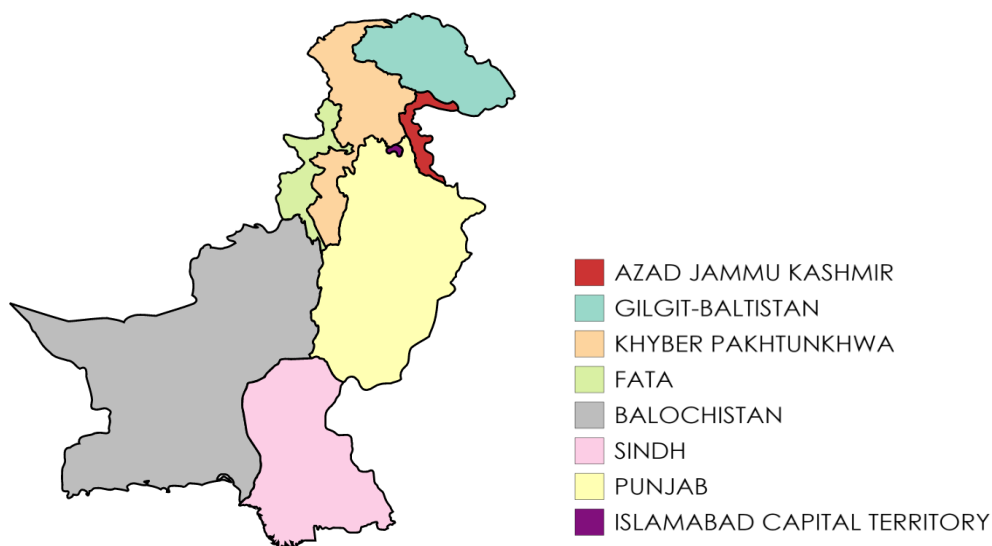 AZAD JAMMU KASHMIR
GILGIT-BALTISTAN
KHYBER PAKHTUNKHWA
FATA
BALOCHISTAN
SINDH
PUNJAB
ISLAMABAD CAPITAL TERRITORY